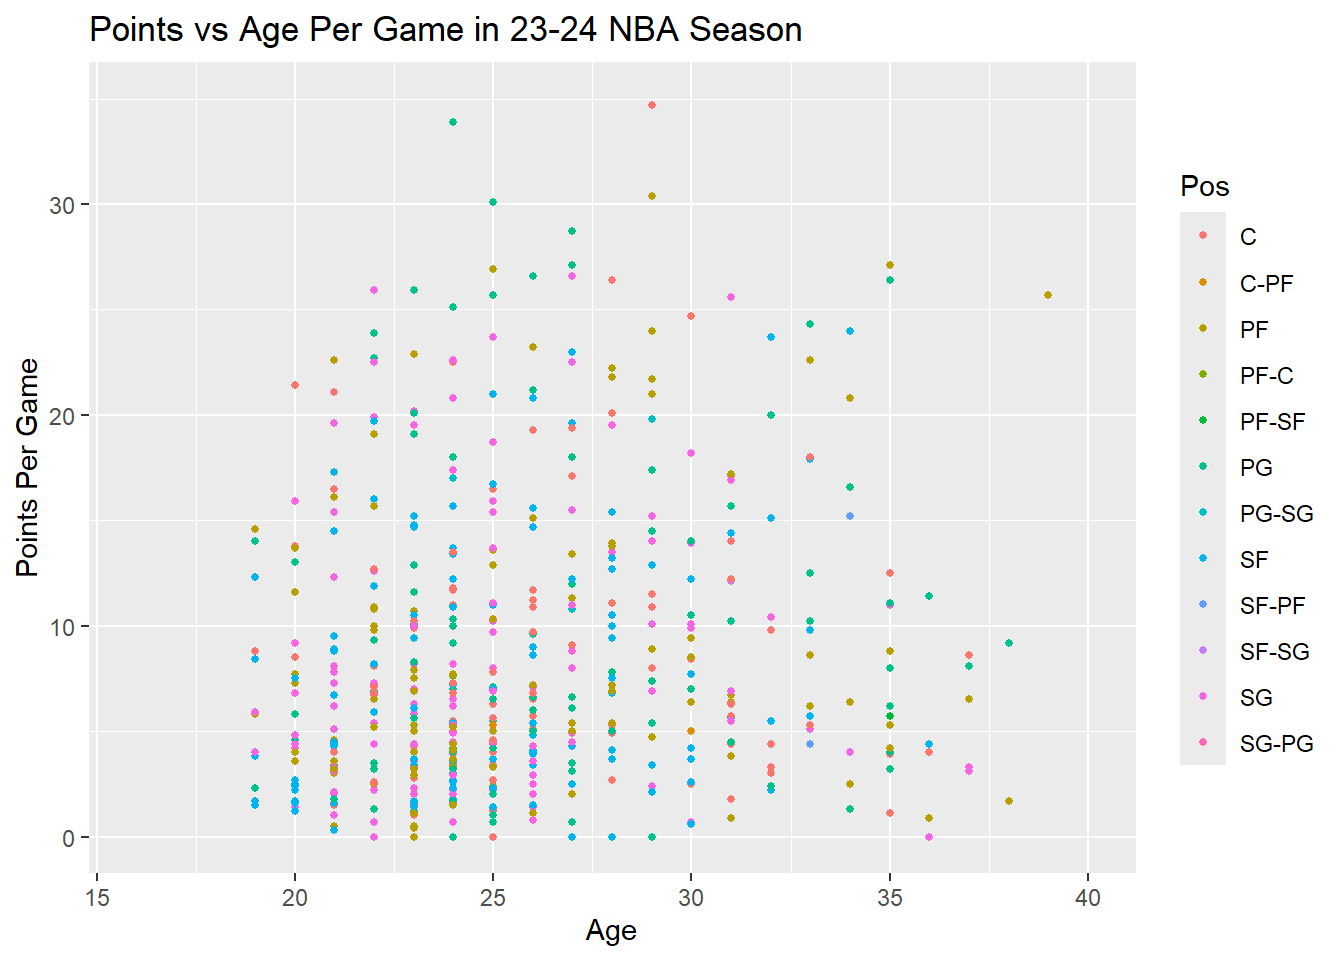 Points vs Age Per Game in 23-24 NBA Season
Points Per Game
30
20
10
0
15
20
25
30
35
40
Age
Pos
C
C-PF
PF
PF-C
PF-SF
PG
PG-SG
SF
SF-PF
SF-SG
SG
SG-PG